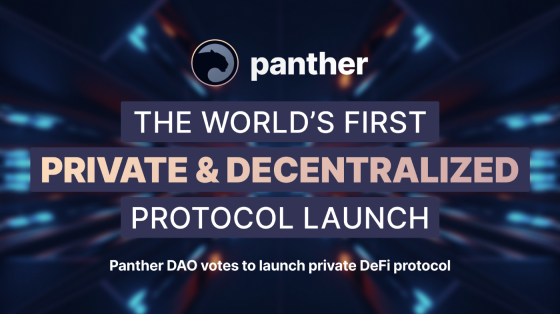 panther
THE WORLD’S FIRST
PRIVATE & DECENTRALIZED
PROTOCOL LAUNCH
Panther DAO votes to launch private DeFi protocol